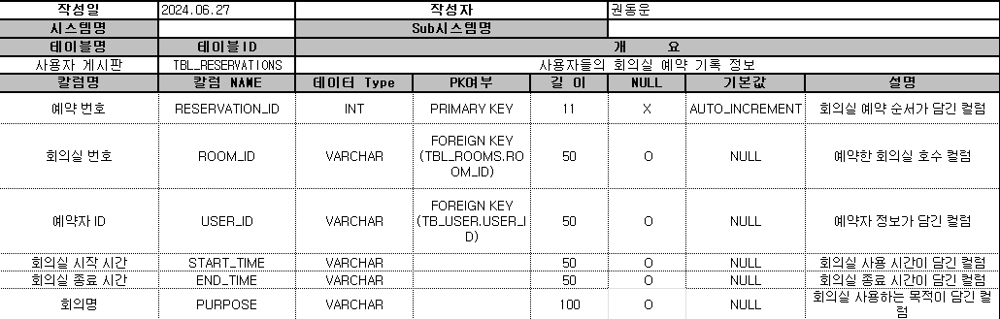 작성일 2024.06.27 작성자 권동운
시스템명 Sub시스템명
테이블명 테이블ID 개 요
사용자 게시판 TBL_RESERVATIONS 사용자들의 회의실 예약 기록 정보
칼럼명 칼럼 NAME 데이터 Type PK여부 길 이 NULL 기본값 설명
예약 번호 RESERVATION_ID INT PRIMARY KEY 11 X AUTO_INCREMENT 회의실 예약 순서가 담긴 컬럼
회의실 번호 ROOM_ID VARCHAR
FOREIGN KEY
(TBL_ROOMS.RO
OM_ID)
50 O NULL 예약한 회의실 호수 컬럼
예약자 ID USER_ID VARCHAR
FOREIGN KEY
(TB_USER.USER_I
D)
50 O NULL 예약자 정보가 담긴 컬럼
회의실 시작 시간 START_TIME VARCHAR 50 O NULL 회의실 사용 시간이 담긴 컬럼
회의실 종료 시간 END_TIME VARCHAR 50 O NULL 회의실 종료 시간이 담긴 컬럼
회의명 PURPOSE VARCHAR 100 O NULL
회의실 사용하는 목적이 담긴 컬
럼